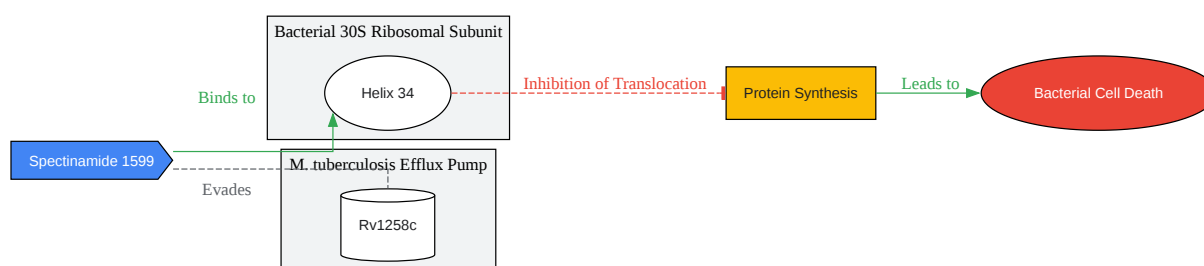 Bacterial 30S Ribosomal Subunit
Helix 34
Binds to
Inhibition of Translocation
Protein Synthesis
Leads to
Bacterial Cell Death
Spectinamide 1599
M. tuberculosis Efflux Pump
Evades
Rv1258c